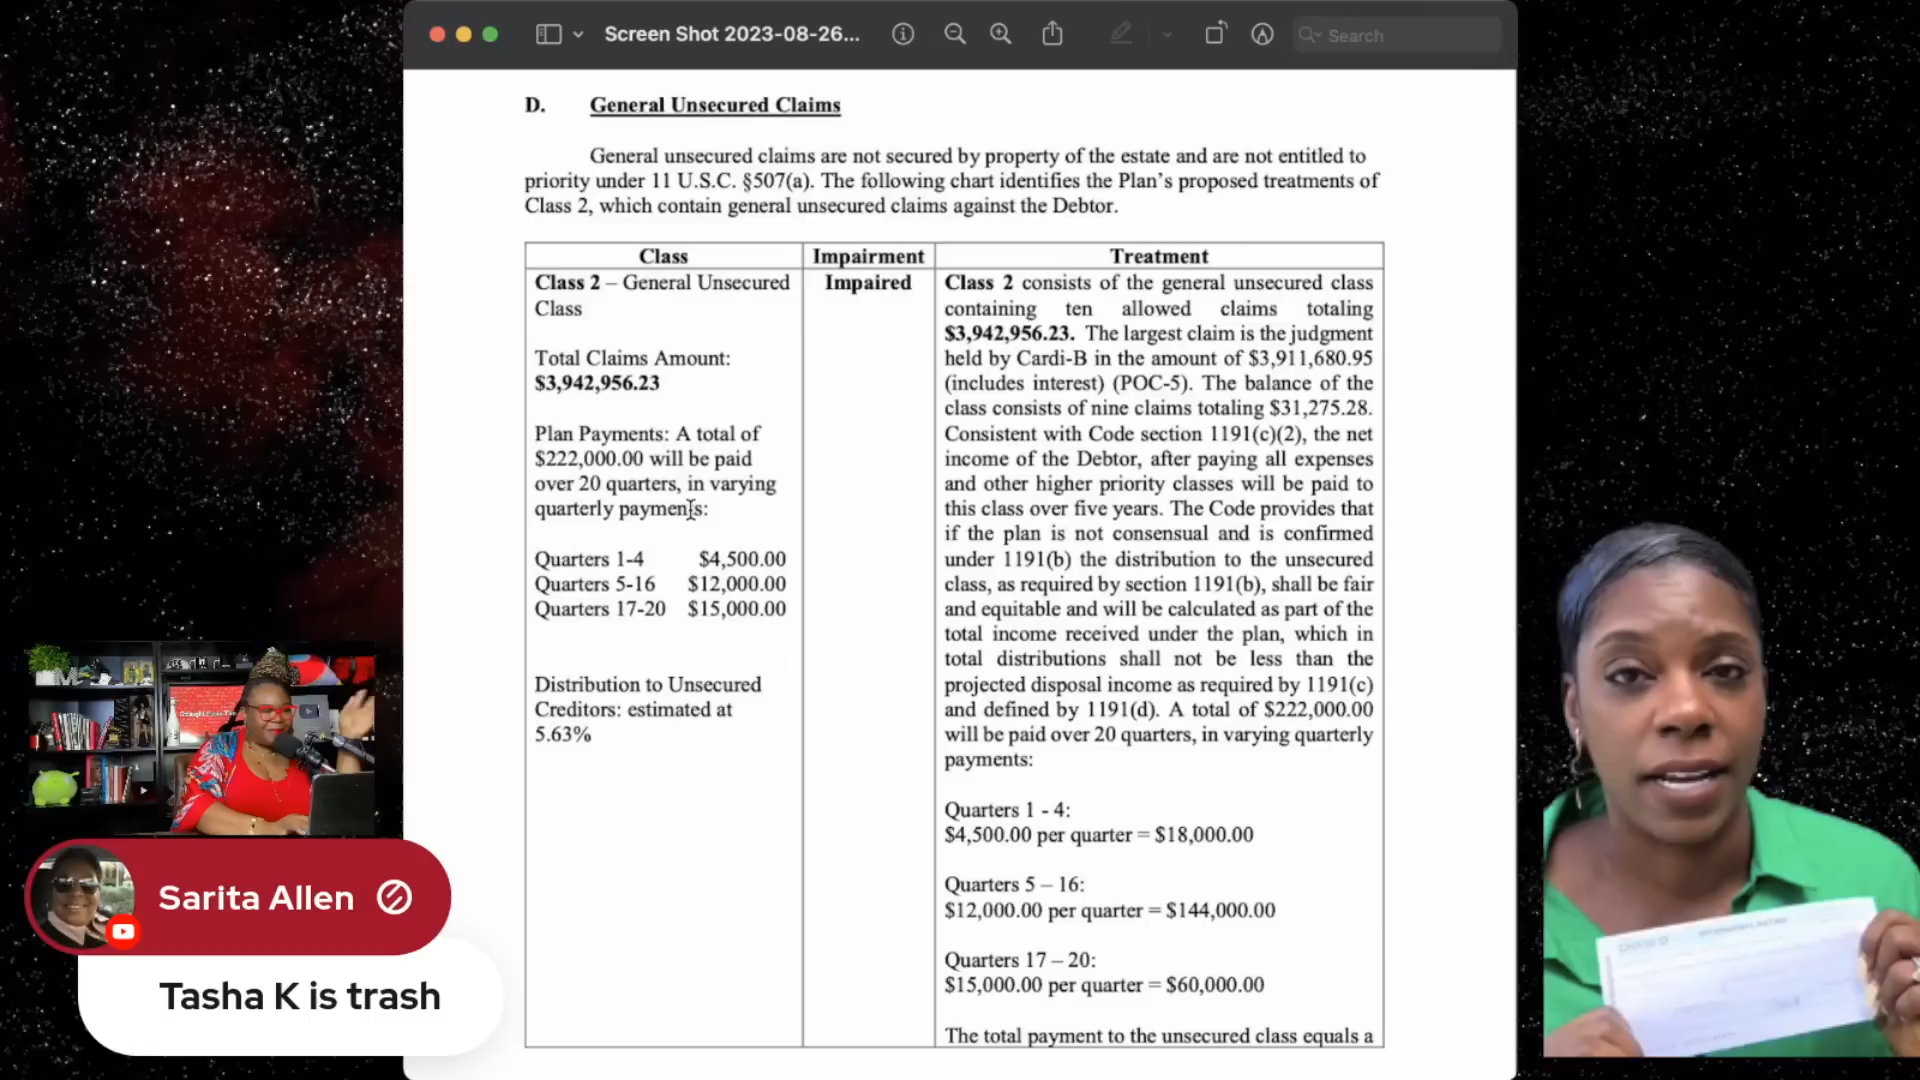 Screen Shot 2023-08-26...
Search
D. General Unsecured Claims
General unsecured claims are not secured by property of the estate and are not entitled to
priority under 11 U.S.C. §507(a). The following chart identifies the Plan's proposed treatments of
Class 2, which contain general unsecured claims against the Debtor.
Class Impairment Treatment
Class 2 – General Unsecured
Class
Total Claims Amount:
$3,942,956.23
Plan Payments: A total of
$222,000.00 will be paid
over 20 quarters, in varying
quarterly payments:
Quarters 1-4 $4,500.00
Quarters 5-16 $12,000.00
Quarters 17-20 $15,000.00
Distribution to Unsecured
Creditors: estimated at
5.63%
Impaired
Class 2 consists of the general unsecured class
containing ten allowed claims totaling
$3,942,956.23. The largest claim is the judgment
held by Cardi-B in the amount of $3,911,680.95
(includes interest) (POC-5). The balance of the
class consists of nine claims totaling $31,275.28.
Consistent with Code section 1191(c)(2), the net
income of the Debtor, after paying all expenses
and other higher priority classes will be paid to
this class over five years. The Code provides that
if the plan is not consensual and is confirmed
under 1191(b) the distribution to the unsecured
class, as required by section 1191(b), shall be fair
and equitable and will be calculated as part of the
total income received under the plan, which in
total distributions shall not be less than the
projected disposal income as required by 1191(c)
and defined by 1191(d). A total of $222,000.00
will be paid over 20 quarters, in varying quarterly
payments:
Quarters 1 - 4:
$4,500.00 per quarter = $18,000.00
Quarters 5 – 16:
$12,000.00 per quarter = $144,000.00
Quarters 17 – 20:
$15,000.00 per quarter = $60,000.00
The total payment to the unsecured class equals a
Sarita Allen
Tasha K is trash